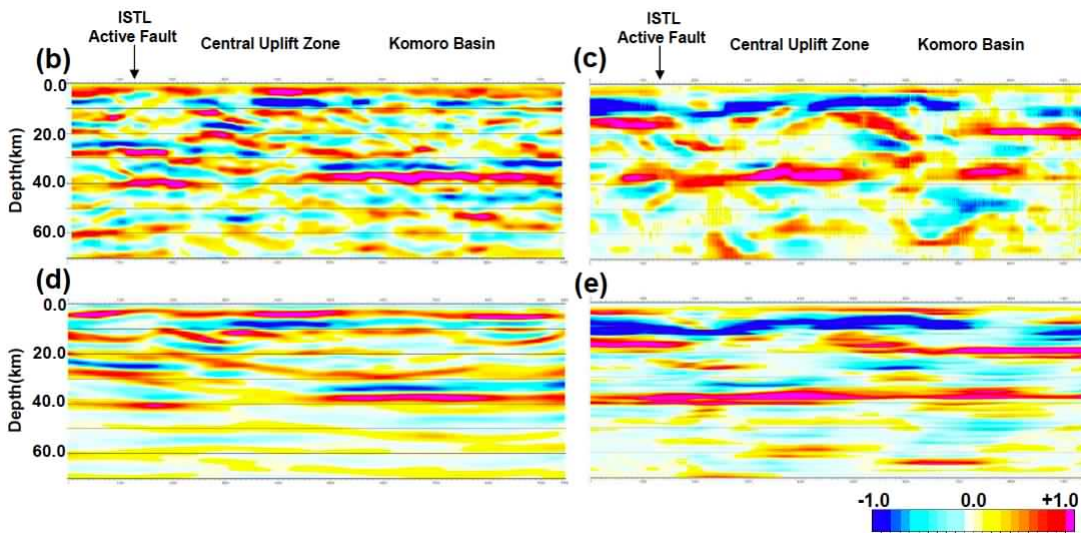 ISTL
Active Fault
Central Uplift Zone
Komoro Basin
ISTL
Active Fault
Central Uplift Zone
Komoro Basin
(b)
(c)
0.0
20.0
40.0
60.0
Depth(km)
(d)
(e)
0.0
20.0
40.0
60.0
Depth(km)
-1.0 0.0 +1.0